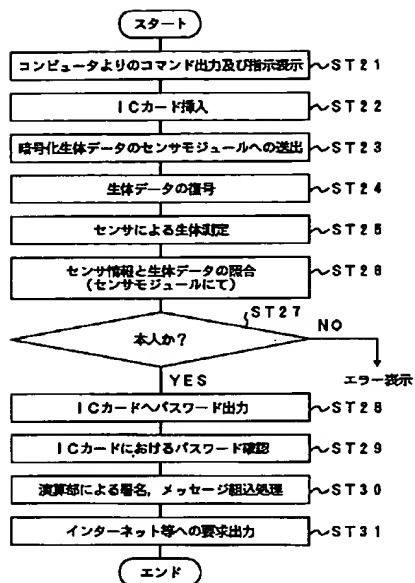 スタート
コンピュータよりのコマンド出力及び指示表示 ～ST21
ICカード挿入 ～ST22
暗号化生体データのセンサモジュールへの送出 ～ST23
生体データの復号 ～ST24
センサによる生体測定 ～ST25
センサ情報と生体データの照合 ～ST26
(センサモジュールにて)
ST27
本人か? NO
エラー表示
YES
ICカードへパスワード出力 ～ST28
ICカードにおけるパスワード確認 ～ST29
演算部による署名,メッセージ組込処理 ～ST30
インターネット等への要求出力 ～ST31
エンド